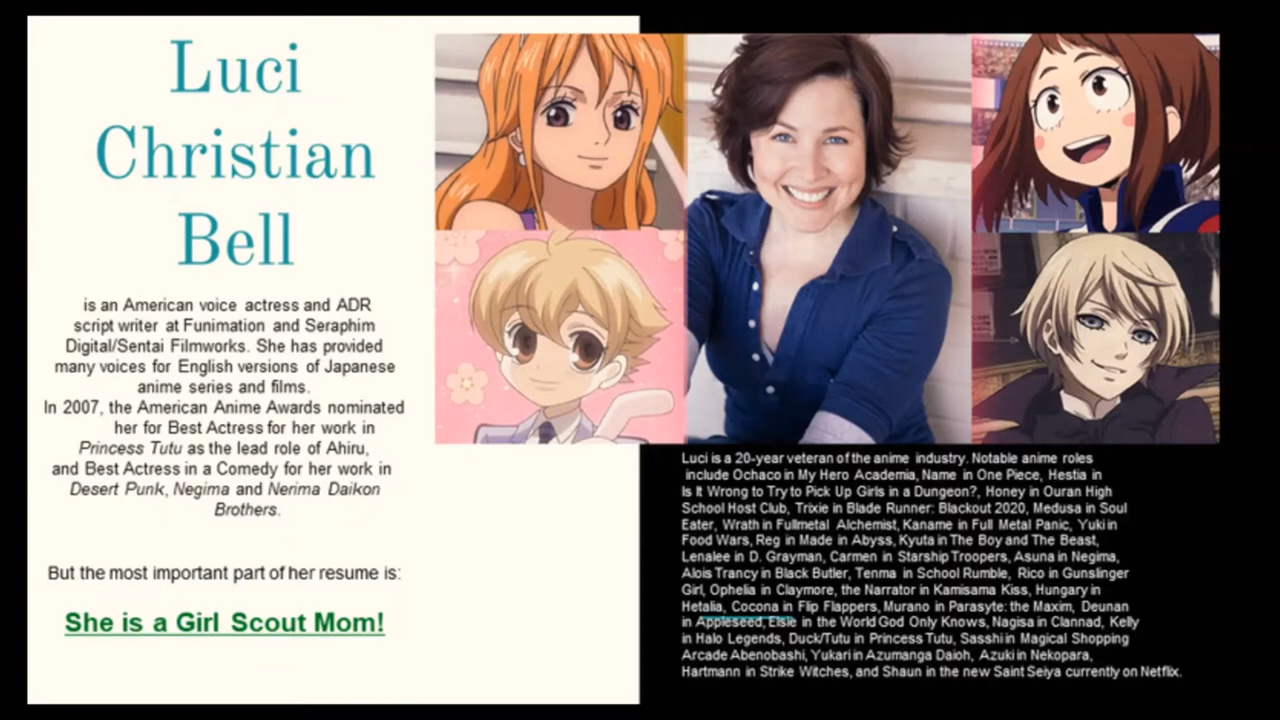 Luci
Christian
Bell
is an American voice actress and ADR
script writer at Funimation and Seraphim
Digital/Sentai Filmworks. She has provided
many voices for English versions of Japanese
anime series and films.
In 2007, the American Anime Awards nominated
her for Best Actress for her work in
Princess Tutu as the lead role of Ahiru,
and Best Actress in a Comedy for her work in
Desert Punk, Negima and Nerima Daikon
Brothers.
But the most important part of her resume is:
She is a Girl Scout Mom!
Luci is a 20-year veteran of the anime industry. Notable anime roles
include Ochaco in My Hero Academia, Name in One Piece, Hestia in
Is It Wrong to Try to Pick Up Girls in a Dungeon?, Honey in Ouran High
School Host Club, Trixie in Blade Runner: Blackout 2020, Medusa in Soul
Eater, Wrath in Fullmetal Alchemist, Kaname in Full Metal Panic, Yuki in
Food Wars, Reg in Made in Abyss, Kyuta in The Boy and The Beast,
Lenalee in D. Grayman, Carmen in Starship Troopers, Asuna in Negima,
Alois Trancy in Black Butler, Tenma in School Rumble, Rico in Gunslinger
Girl, Ophelia in Claymore, the Narrator in Kamisama Kiss, Hungary in
Hetalia, Cocona in Flip Flappers, Murano in Parasyte: the Maxim, Deunan
in Appleseed, Elsie in the World God Only Knows, Nagisa in Clannad, Kelly
in Halo Legends, Duck/Tutu in Princess Tutu, Sasshi in Magical Shopping
Arcade Abenobashi, Yukari in Azumanga Daioh, Azuki in Nekopara,
Hartmann in Strike Witches, and Shaun in the new Saint Seiya currently on Netflix.